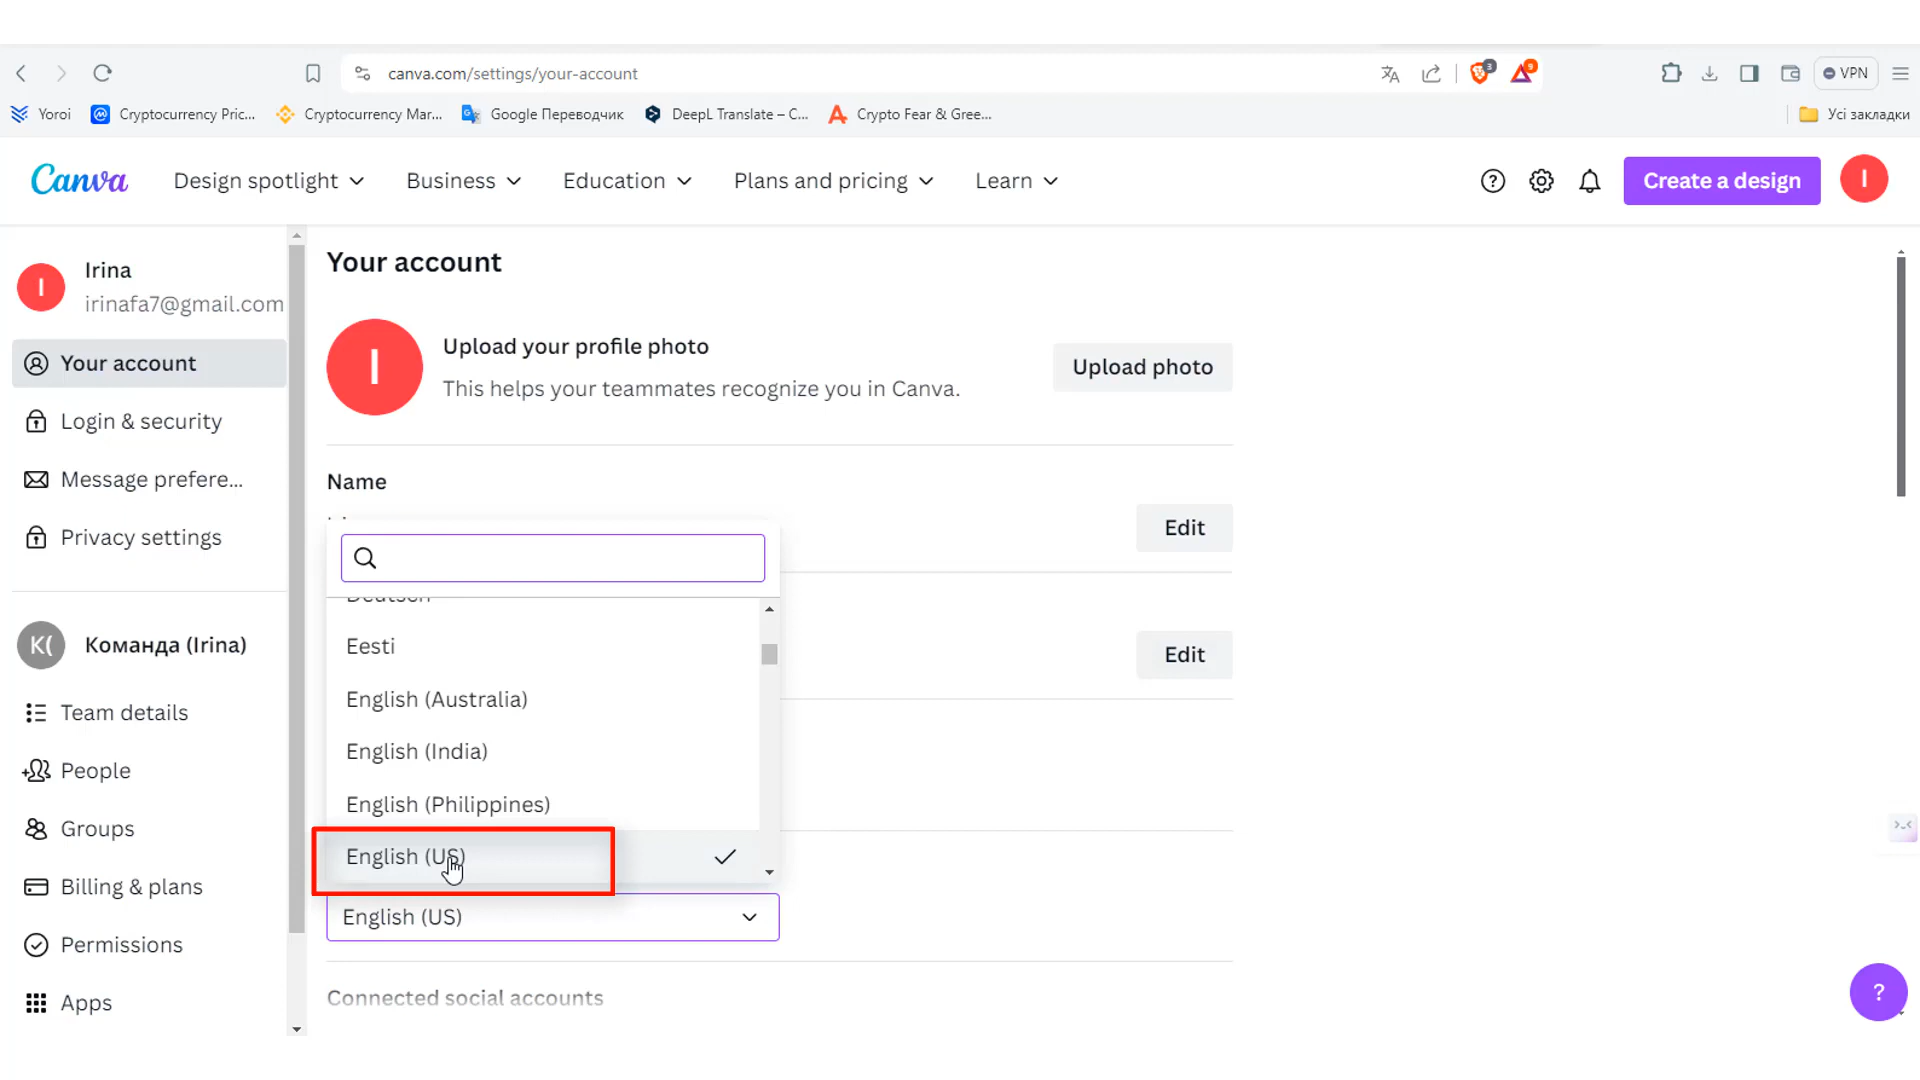 canva.com/settings/your-account
3
9
VPN
Yoroi
Cryptocurrency Pric...
Cryptocurrency Mar...
Google Переводчик
DeepL Translate – C...
Crypto Fear & Gree...
Усі закладки
Canva
Design spotlight
Business
Education
Plans and pricing
Learn
?
Create a design
I
I
Irina
irinafa7@gmail.com
Your account
Login & security
Message prefere...
Privacy settings
K(
Команда (Irina)
Team details
People
Groups
Billing & plans
Permissions
Apps
Your account
I
Upload your profile photo
This helps your teammates recognize you in Canva.
Upload photo
Name
Edit
Edit
Deutsch
Eesti
English (Australia)
English (India)
English (Philippines)
English (US)
English (US)
Connected social accounts
?